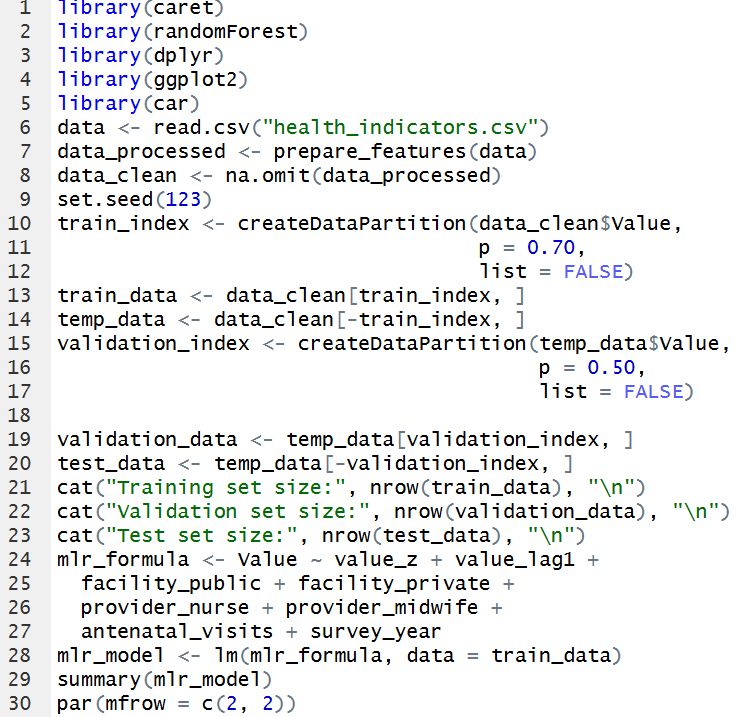 1 library(caret)
2 library(randomForest)
3 library(dplyr)
4 library(ggplot2)
5 library(car)
6 data <- read.csv("health_indicators.csv")
7 data_processed <- prepare_features(data)
8 data_clean <- na.omit(data_processed)
9 set.seed(123)
10 train_index <- createDataPartition(data_clean$Value,
11                                    p = 0.70,
12                                    list = FALSE)
13 train_data <- data_clean[train_index, ]
14 temp_data <- data_clean[-train_index, ]
15 validation_index <- createDataPartition(temp_data$Value,
16                                         p = 0.50,
17                                         list = FALSE)
18
19 validation_data <- temp_data[validation_index, ]
20 test_data <- temp_data[-validation_index, ]
21 cat("Training set size:", nrow(train_data), "\n")
22 cat("Validation set size:", nrow(validation_data), "\n")
23 cat("Test set size:", nrow(test_data), "\n")
24 mlr_formula <- Value ~ value_z + value_lag1 +
25   facility_public + facility_private +
26   provider_nurse + provider_midwife +
27   antenatal_visits + survey_year
28 mlr_model <- lm(mlr_formula, data = train_data)
29 summary(mlr_model)
30 par(mfrow = c(2, 2))